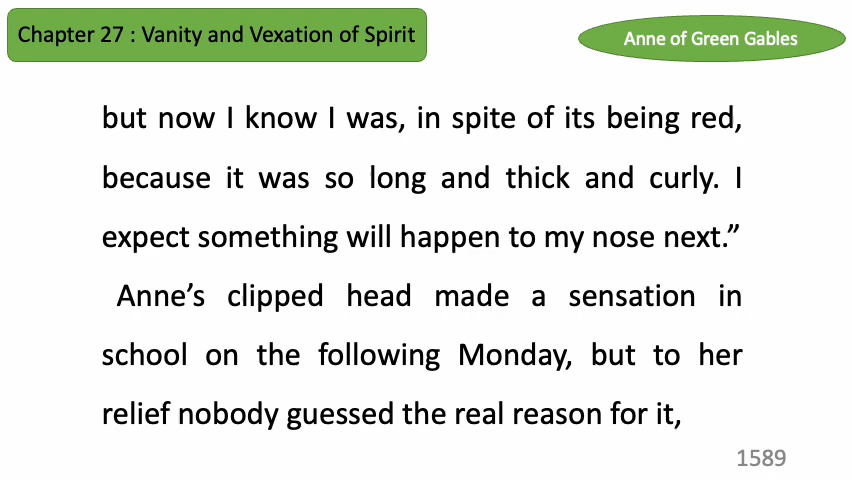 Chapter 27 : Vanity and Vexation of Spirit
Anne of Green Gables
but now I know I was, in spite of its being red,
because it was so long and thick and curly. I
expect something will happen to my nose next.”
Anne’s clipped head made a sensation in
school on the following Monday, but to her
relief nobody guessed the real reason for it,
1589